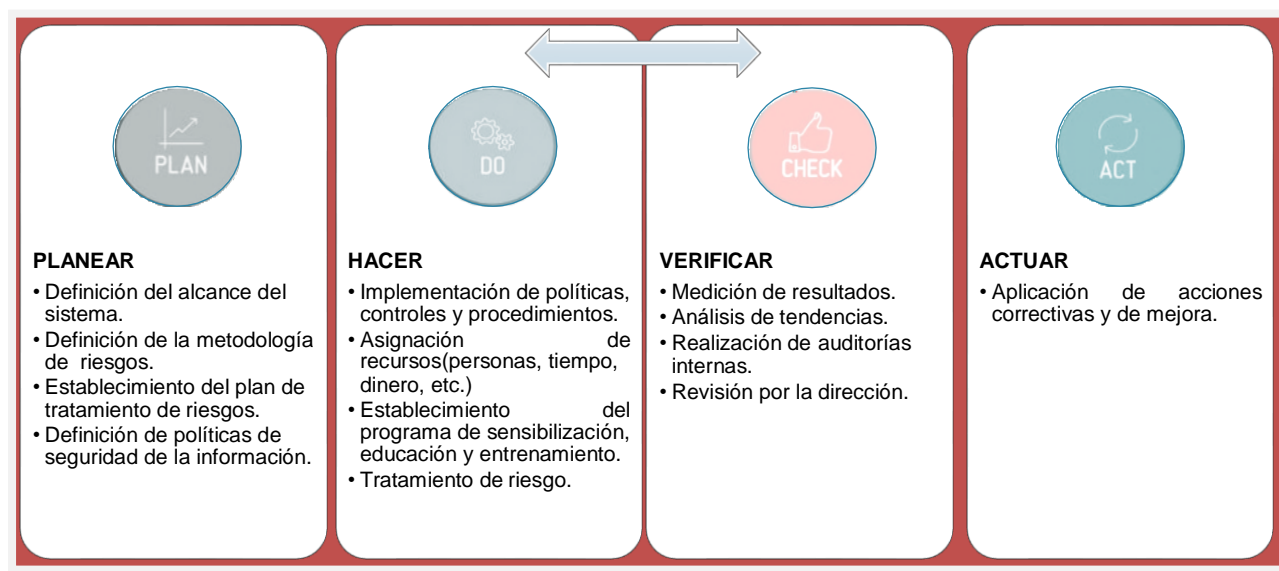 PLAN
PLANEAR
• Definición del alcance del
sistema.
• Definición de la metodología
de riesgos.
• Establecimiento del plan de
tratamiento de riesgos.
• Definición de políticas de
seguridad de la información.
DO
HACER
• Implementación de políticas,
controles y procedimientos.
• Asignación de
recursos(personas, tiempo,
dinero, etc.)
• Establecimiento del
programa de sensibilización,
educación y entrenamiento.
• Tratamiento de riesgo.
CHECK
VERIFICAR
• Medición de resultados.
• Análisis de tendencias.
• Realización de auditorías
internas.
• Revisión por la dirección.
ACT
ACTUAR
• Aplicación de acciones
correctivas y de mejora.